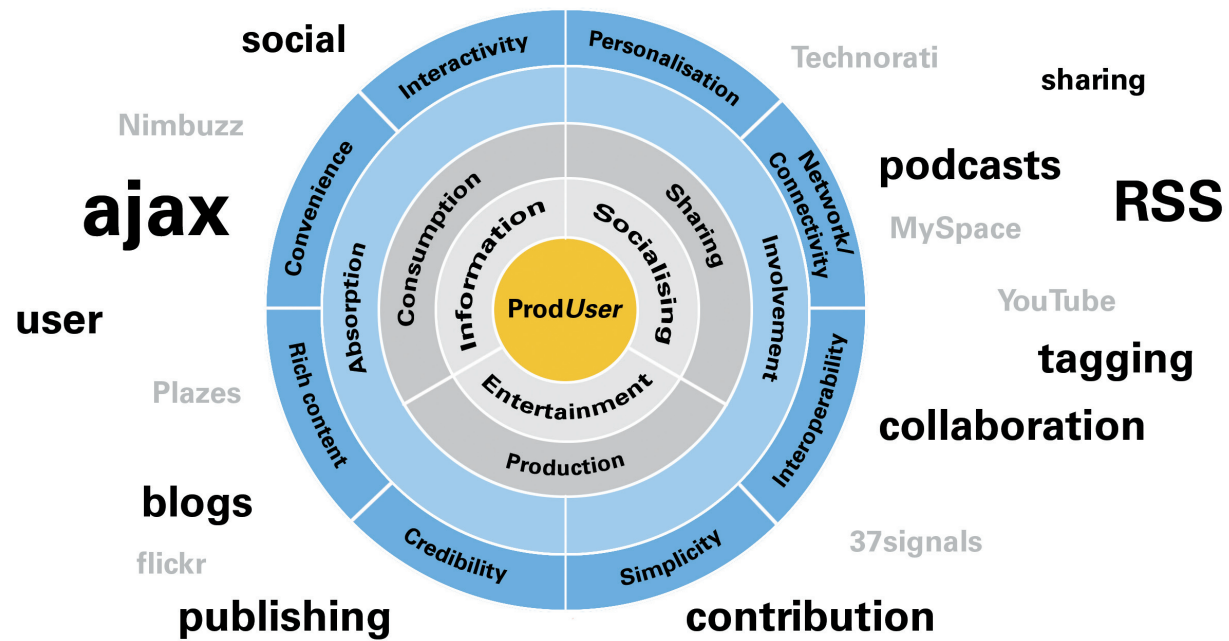 social
Interactivity
Personalisation
Technorati
sharing
Nimbuzz
Convenience
Network/
Connectivity
podcasts
RSS
ajax
Consumption
Sharing
MySpace
Information
Socialising
Absorption
Involvement
ProdUser
YouTube
user
tagging
Plazes
Rich content
Entertainment
Interoperability
collaboration
Production
blogs
37signals
flickr
Credibility
Simplicity
publishing
contribution